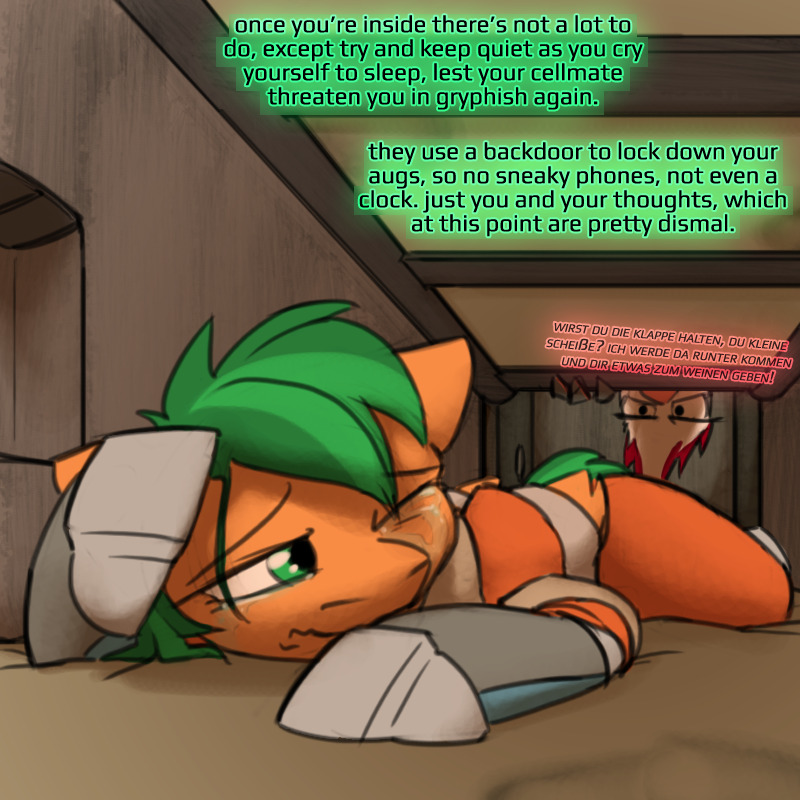 once you're inside there's not a lot to
do, except try and keep quiet as you cry
yourself to sleep, lest your cellmate
threaten you in gryphish again.
they use a backdoor to lock down your
augs, so no sneaky phones, not even a
clock. just you and your thoughts, which
at this point are pretty dismal.
WIRST DU DIE KLAPPE HALTEN, DU KLEINE
SCHEIßE? ICH WERDE DA RUNTER KOMMEN
UND DIR ETWAS ZUM WEINEN GEBEN!